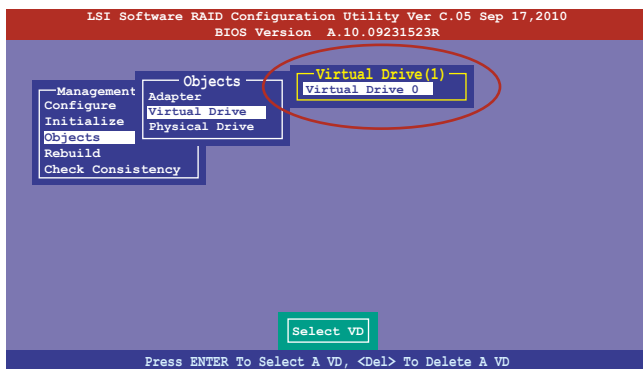 LSI Software RAID Configuration Utility Ver C.05 Sep 17,2010
BIOS Version A.10.09231523R
Management
Configure
Initialize
Objects
Rebuild
Check Consistency
Objects
Adapter
Virtual Drive
Physical Drive
Virtual Drive(1)
Virtual Drive 0
Select VD
Press ENTER To Select A VD, <Del> To Delete A VD